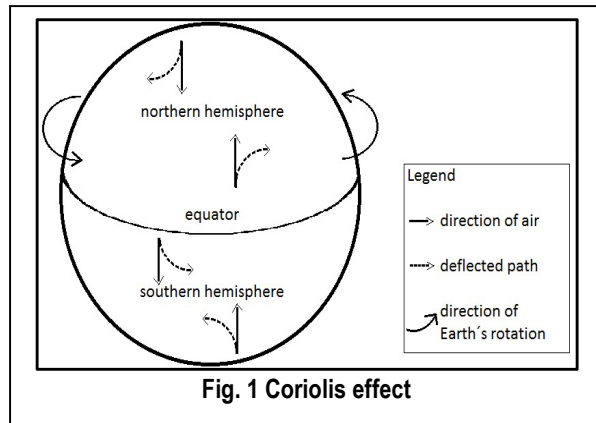 northern hemisphere
equator
southern hemisphere
Legend
direction of air
deflected path
direction of
Earth´s rotation
Fig. 1 Coriolis effect